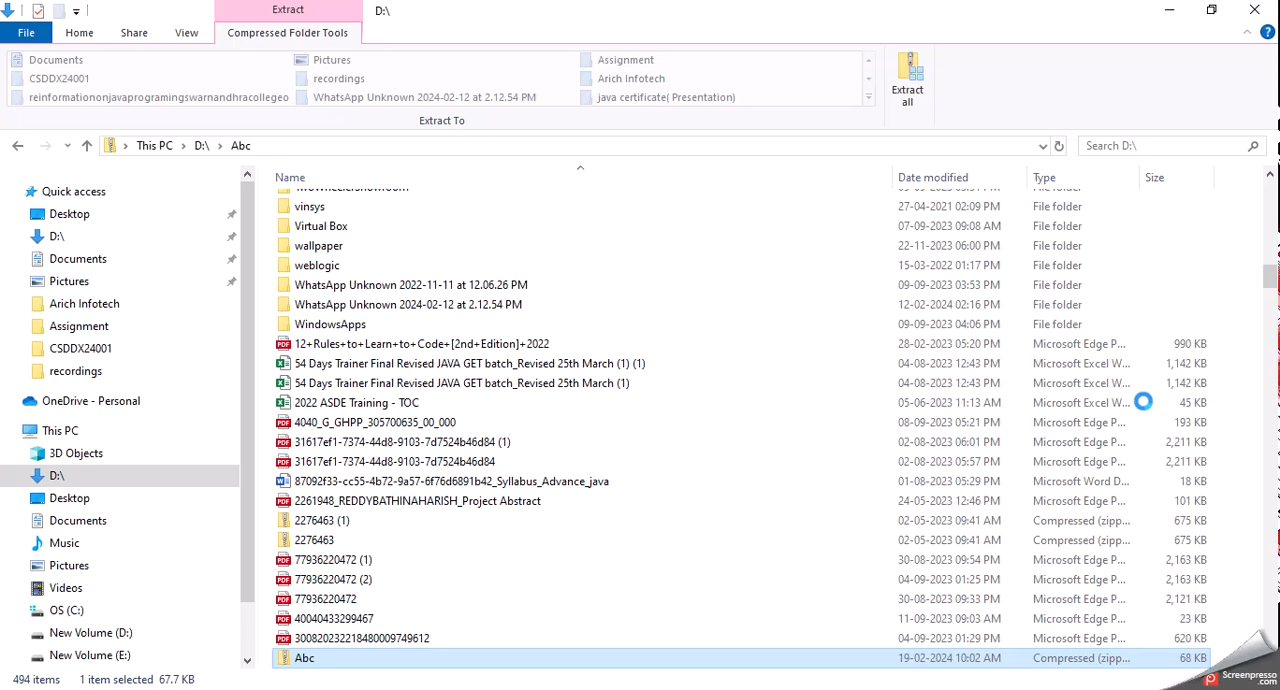 Extract
D:\
File Home Share View Compressed Folder Tools
Documents Pictures Assignment
CSDDX24001 recordings Arich Infotech
reinformationonjavaprogramingswarnandhracollegeo WhatsApp Unknown 2024-02-12 at 2.12.54 PM java certificate( Presentation)
Extract all
Extract To
This PC > D:\ > Abc
Search D:\
Name Date modified Type Size
Quick access
Desktop
D:\
Documents
Pictures
Arich Infotech
Assignment
CSDDX24001
recordings
OneDrive - Personal
This PC
3D Objects
D:\
Desktop
Documents
Music
Pictures
Videos
OS (C:)
New Volume (D:)
New Volume (E:)
vinsys 27-04-2021 02:09 PM File folder
Virtual Box 07-09-2023 09:08 AM File folder
wallpaper 22-11-2023 06:00 PM File folder
weblogic 15-03-2022 01:17 PM File folder
WhatsApp Unknown 2022-11-11 at 12.06.26 PM 09-09-2023 03:53 PM File folder
WhatsApp Unknown 2024-02-12 at 2.12.54 PM 12-02-2024 02:16 PM File folder
WindowsApps 09-09-2023 04:06 PM File folder
12+Rules+to+Learn+to+Code+[2nd+Edition]+2022 28-02-2023 05:20 PM Microsoft Edge P... 990 KB
54 Days Trainer Final Revised JAVA GET batch_Revised 25th March (1) (1) 04-08-2023 12:43 PM Microsoft Excel W... 1,142 KB
54 Days Trainer Final Revised JAVA GET batch_Revised 25th March (1) 04-08-2023 12:43 PM Microsoft Excel W... 1,142 KB
2022 ASDE Training - TOC 05-06-2023 11:13 AM Microsoft Excel W... 45 KB
4040_G_GHPP_305700635_00_000 08-09-2023 05:21 PM Microsoft Edge P... 193 KB
31617ef1-7374-44d8-9103-7d7524b46d84 (1) 02-08-2023 06:01 PM Microsoft Edge P... 2,211 KB
31617ef1-7374-44d8-9103-7d7524b46d84 02-08-2023 05:57 PM Microsoft Edge P... 2,211 KB
87092f33-cc55-4b72-9a57-6f76d6891b42_Syllabus_Advance_java 01-08-2023 05:29 PM Microsoft Word D... 18 KB
2261948_REDDYBATHINAHARISH_Project Abstract 24-05-2023 12:46 PM Microsoft Edge P... 101 KB
2276463 (1) 02-05-2023 09:41 AM Compressed (zipp... 675 KB
2276463 02-05-2023 09:41 AM Compressed (zipp... 675 KB
77936220472 (1) 30-08-2023 09:54 PM Microsoft Edge P... 2,163 KB
77936220472 (2) 04-09-2023 01:25 PM Microsoft Edge P... 2,163 KB
77936220472 30-08-2023 09:33 PM Microsoft Edge P... 2,121 KB
40040433299467 11-09-2023 09:03 AM Microsoft Edge P... 23 KB
300820232218480009749612 04-09-2023 01:29 PM Microsoft Edge P... 620 KB
Abc 19-02-2024 10:02 AM Compressed (zipp... 68 KB
494 items 1 item selected 67.7 KB
Screenpresso.com